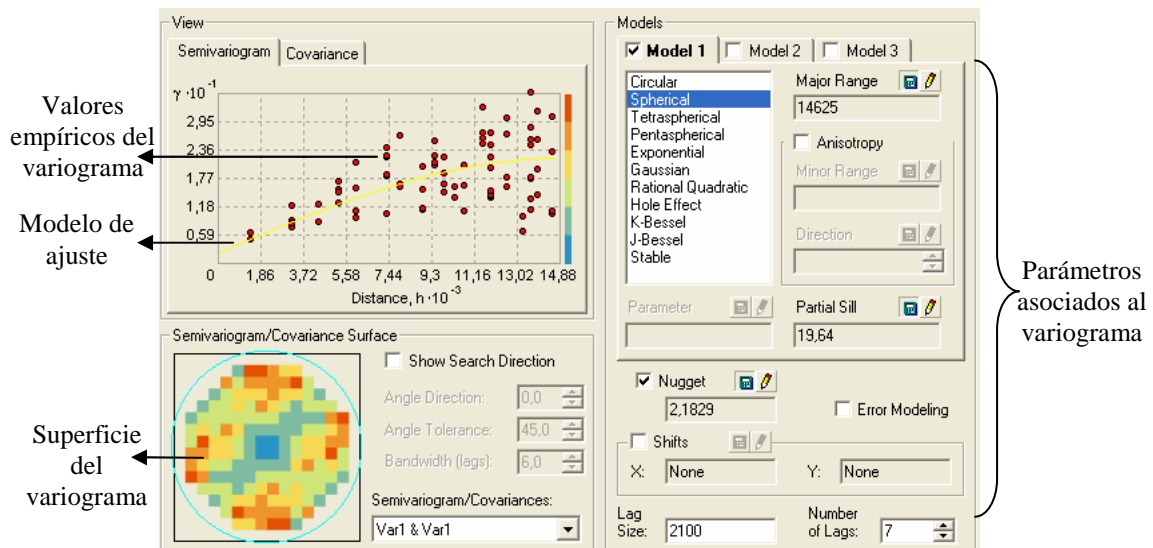 View
Semivariogram
Covariance
γ·10⁻¹
2,95
2,36
1,77
1,18
0,59
0
1,86
3,72
5,58
7,44
9,3
11,16
13,02
14,88
Distance, h·10⁻³
Valores
empíricos del
variograma
Modelo de
ajuste
Semivariogram/Covariance Surface
Show Search Direction
Angle Direction:
0,0
Angle Tolerance:
45,0
Bandwidth (lags):
6,0
Semivariogram/Covariances:
Var1 & Var1
Superficie
del
variograma
Models
Model 1
Model 2
Model 3
Circular
Spherical
Tetraspherical
Pentaspherical
Exponential
Gaussian
Rational Quadratic
Hole Effect
K-Bessel
J-Bessel
Stable
Major Range
14625
Anisotropy
Minor Range
Direction
Parameter
Partial Sill
19,64
Nugget
2,1829
Error Modeling
Shifts
X:
None
Y:
None
Lag
Size:
2100
Number
of Lags:
7
Parámetros
asociados al
variograma